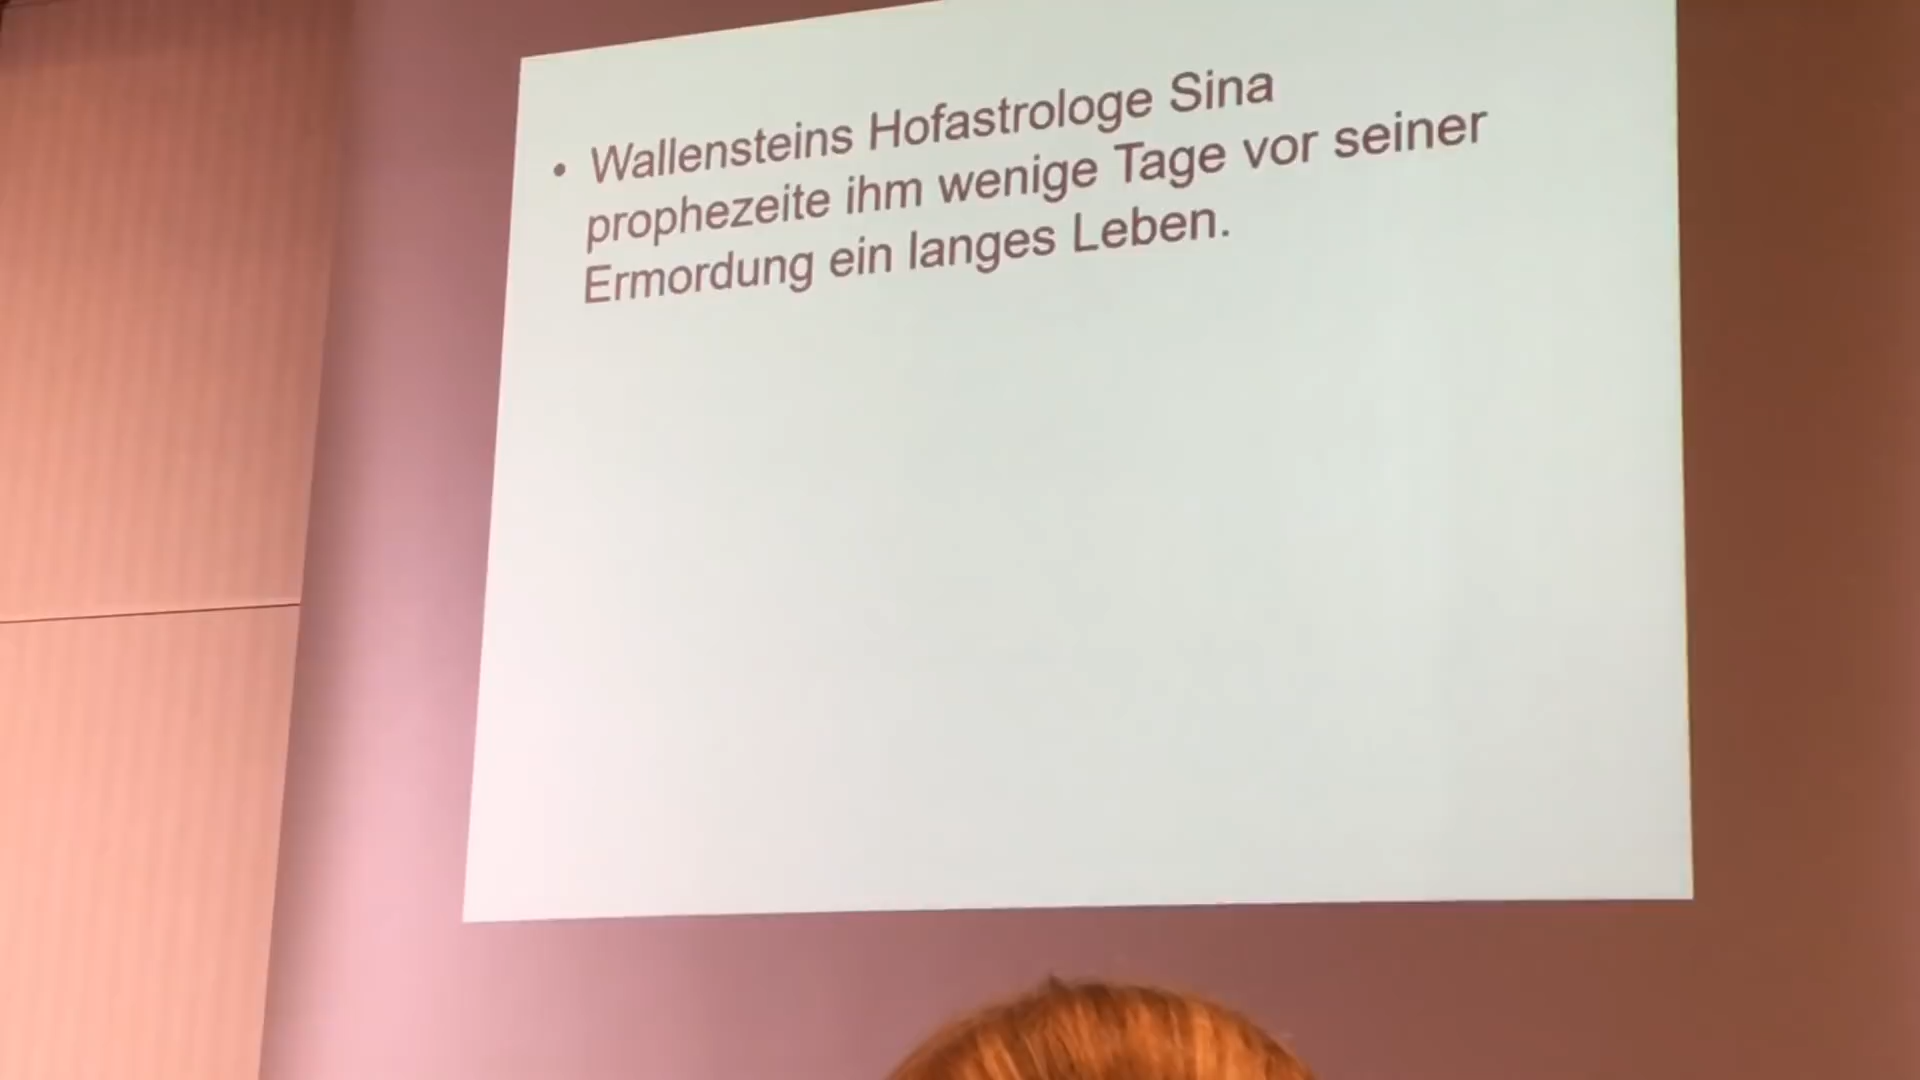 • Wallensteins Hofastrologe Sina
prophezeite ihm wenige Tage vor seiner
Ermordung ein langes Leben.